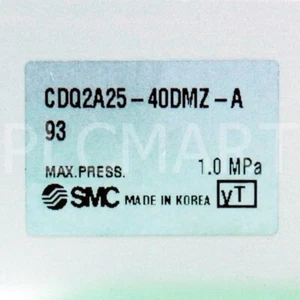 CDQ2A25-40DMZ-A
93
MAX.PRESS. 1.0 MPa
SMC MADE IN KOREA yT
PLCMART